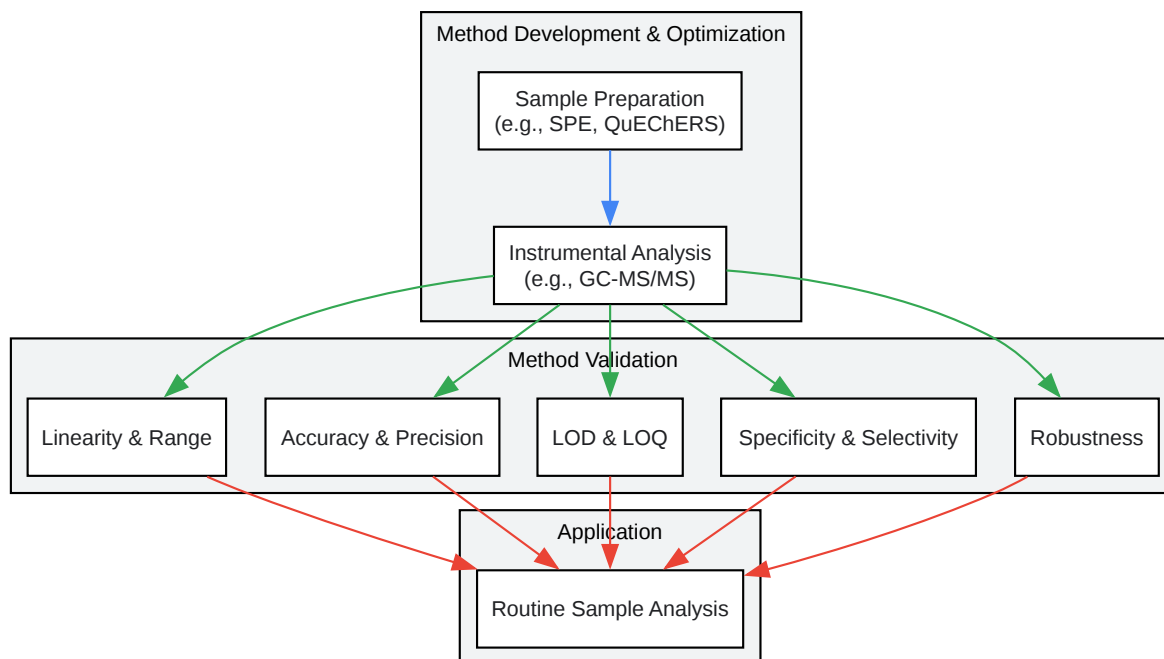 Method Development & Optimization
Sample Preparation
(e.g., SPE, QuEChERS)
Instrumental Analysis
(e.g., GC-MS/MS)
Method Validation
Linearity & Range
Accuracy & Precision
LOD & LOQ
Specificity & Selectivity
Robustness
Application
Routine Sample Analysis